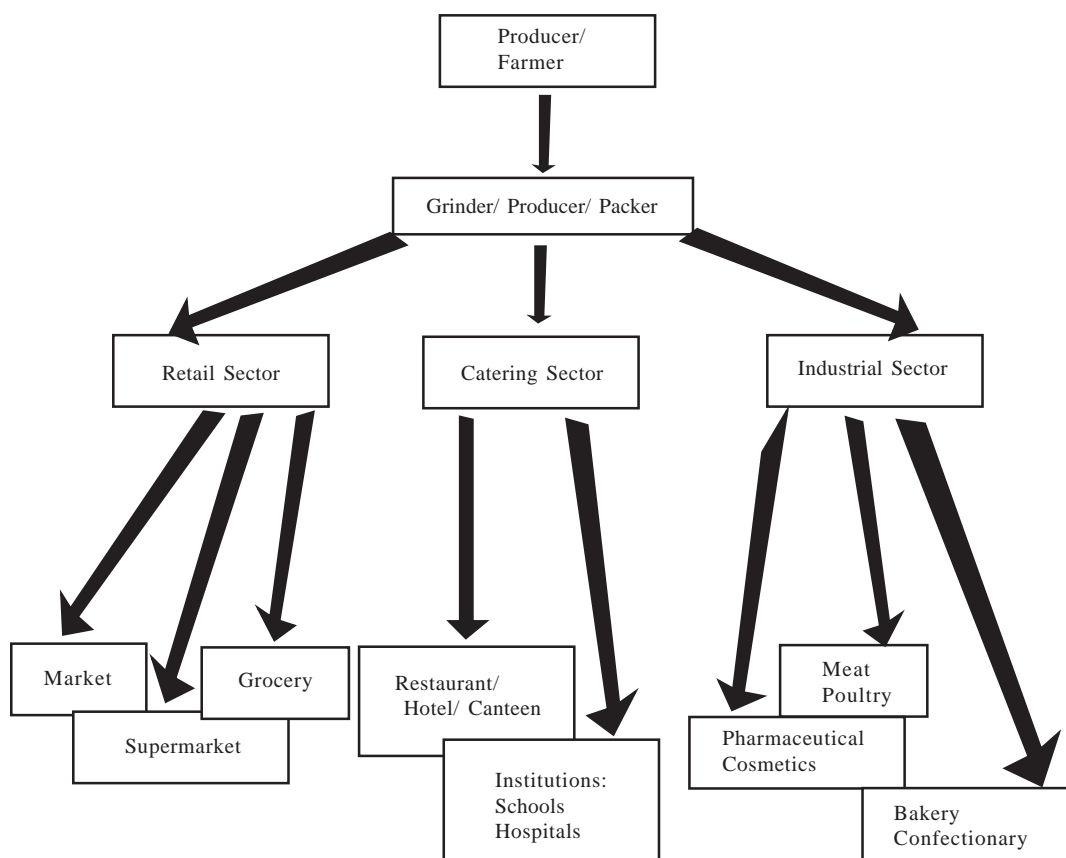 Producer/
Farmer
Grinder/ Producer/ Packer
Retail Sector
Catering Sector
Industrial Sector
Market
Supermarket
Grocery
Restaurant/
Hotel/ Canteen
Institutions:
Schools
Hospitals
Meat
Poultry
Pharmaceutical
Cosmetics
Bakery
Confectionary